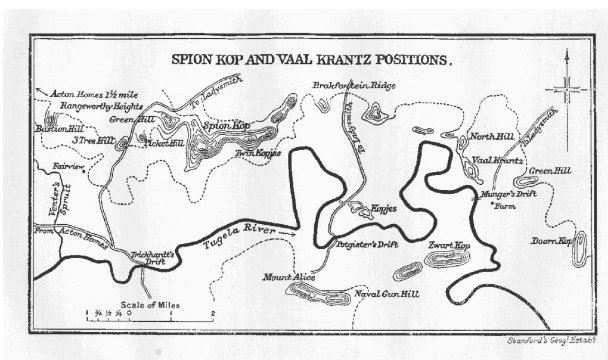 SPION KOP AND VAAL KRANTZ POSITIONS.
Acton Homes 1½ mile
Rangeworthy Heights
To Ladysmith
Brakfontein Ridge
Green Hill
Bastion Hill
Spion Kop
3 Tree Hill
Picket Hill
Twin Kopjes
North Hill
To Ladysmith
Vaal Krantz
Green Hill
Fairview
Munger's Drift
Farm
Venter's
Spruit
Kopjes
From Acton Homes
Tugela River
Trichardt's
Drift
Potgieter's Drift
Zwart Kop
Doorn Kop
Mount Alice
Naval Gun Hill
Scale of Miles
1 ¾ ½ ¼ 0 1 2
Stanford's Geogl. Estabt.